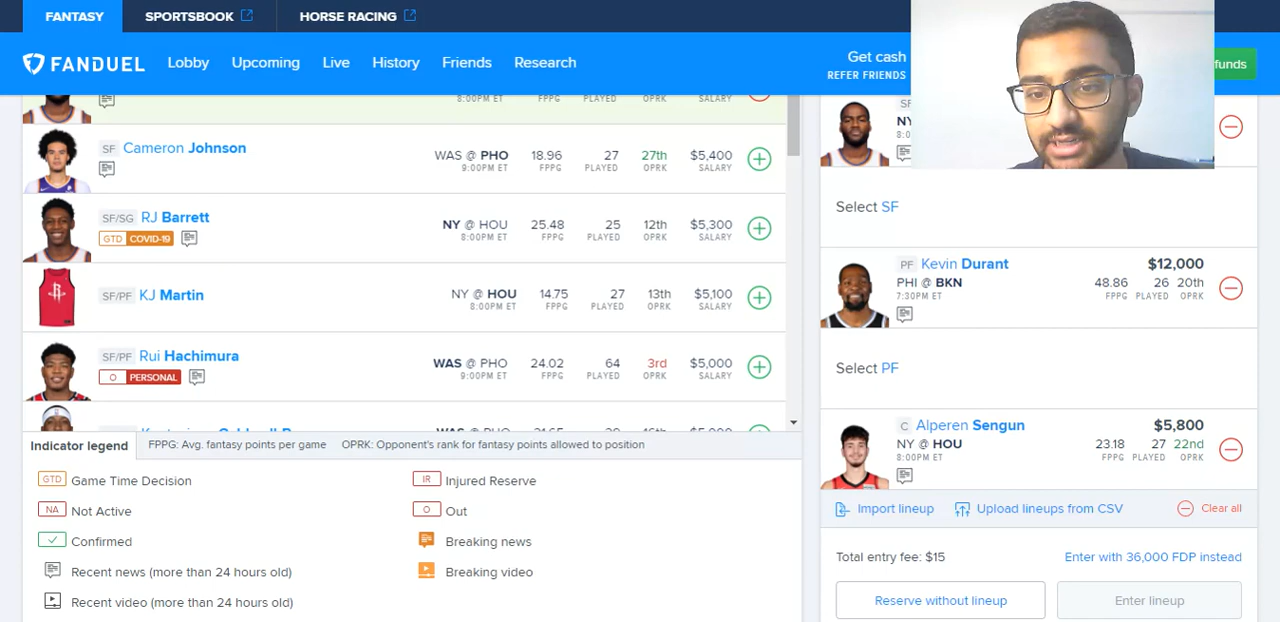 FANTASY SPORTSBOOK HORSE RACING
FANDUEL Lobby Upcoming Live History Friends Research Get cash
REFER FRIENDS
funds
8:00PM ET FPPG PLAYED OPRK SALARY
SF Cameron Johnson WAS @ PHO 18.96 27 27th $5,400
9:00PM ET FPPG PLAYED OPRK SALARY
SF/SG RJ Barrett NY @ HOU 25.48 25 12th $5,300
GTD COVID-19 8:00PM ET FPPG PLAYED OPRK SALARY
SF/PF KJ Martin NY @ HOU 14.75 27 13th $5,100
8:00PM ET FPPG PLAYED OPRK SALARY
SF/PF Rui Hachimura WAS @ PHO 24.02 64 3rd $5,000
O PERSONAL 9:00PM ET FPPG PLAYED OPRK SALARY
Indicator legend FPPG: Avg. fantasy points per game OPRK: Opponent's rank for fantasy points allowed to position
GTD Game Time Decision IR Injured Reserve
NA Not Active O Out
Confirmed Breaking news
Recent news (more than 24 hours old) Breaking video
Recent video (more than 24 hours old)
SF
NY
8:0
Select SF
PF Kevin Durant $12,000
PHI @ BKN 48.86 26 20th
7:30PM ET FPPG PLAYED OPRK
Select PF
C Alperen Sengun $5,800
NY @ HOU 23.18 27 22nd
8:00PM ET FPPG PLAYED OPRK
Import lineup Upload lineups from CSV Clear all
Total entry fee: $15 Enter with 36,000 FDP instead
Reserve without lineup Enter lineup